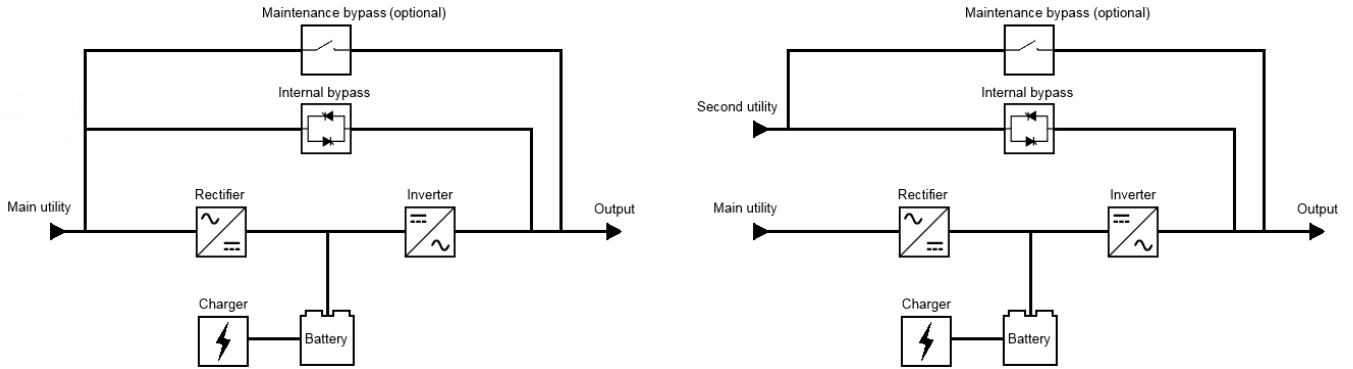 Maintenance bypass (optional)
Internal bypass
Rectifier
Inverter
Main utility
Output
Charger
Battery
Maintenance bypass (optional)
Internal bypass
Second utility
Rectifier
Inverter
Main utility
Output
Charger
Battery